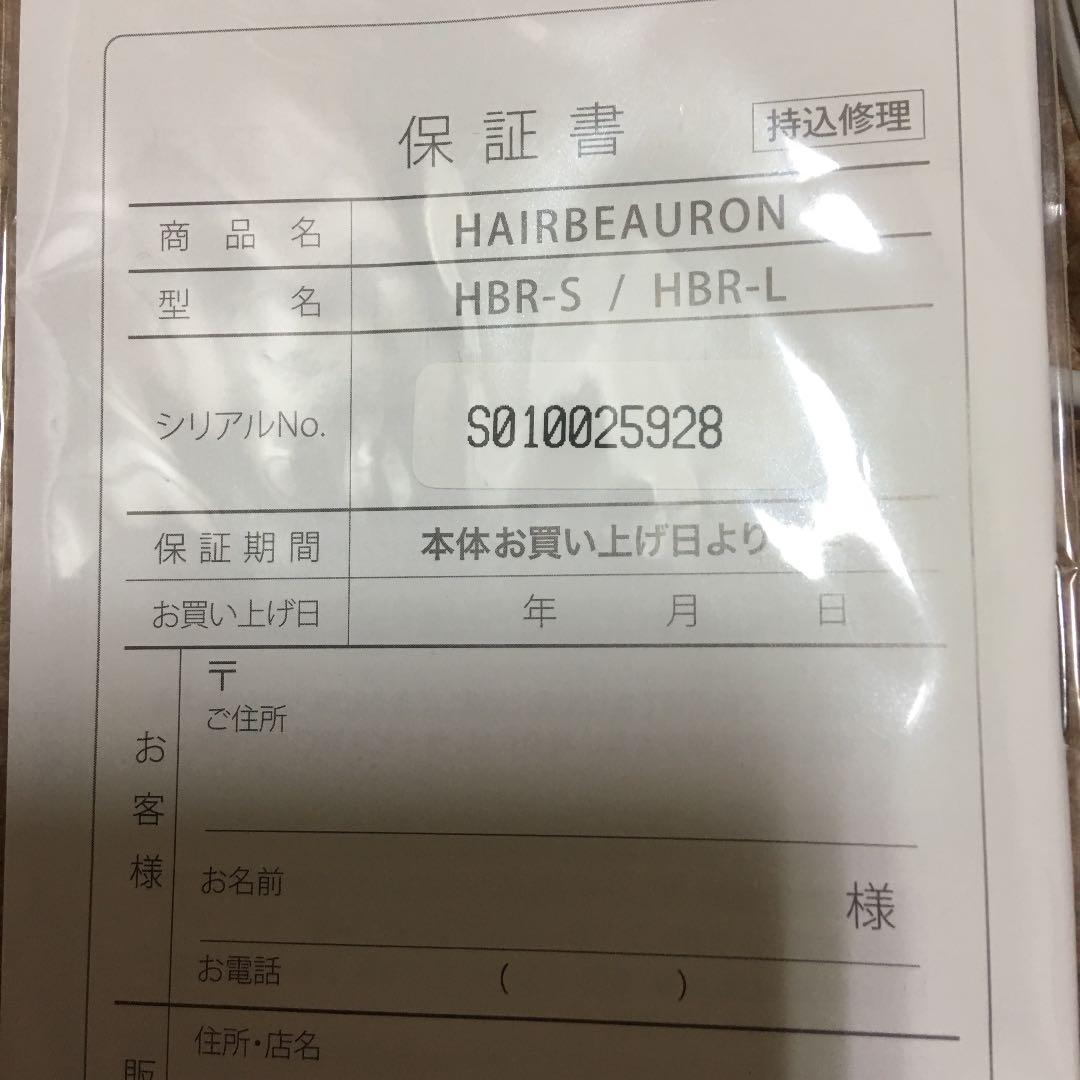 保証書
持込修理
商品名 HAIRBEAURON
型名 HBR-S / HBR-L
シリアルNo. S010025928
保証期間 本体お買い上げ日より
お買い上げ日 年 月 日
お客様
〒
ご住所
お名前 様
お電話 ( )
住所・店名
販